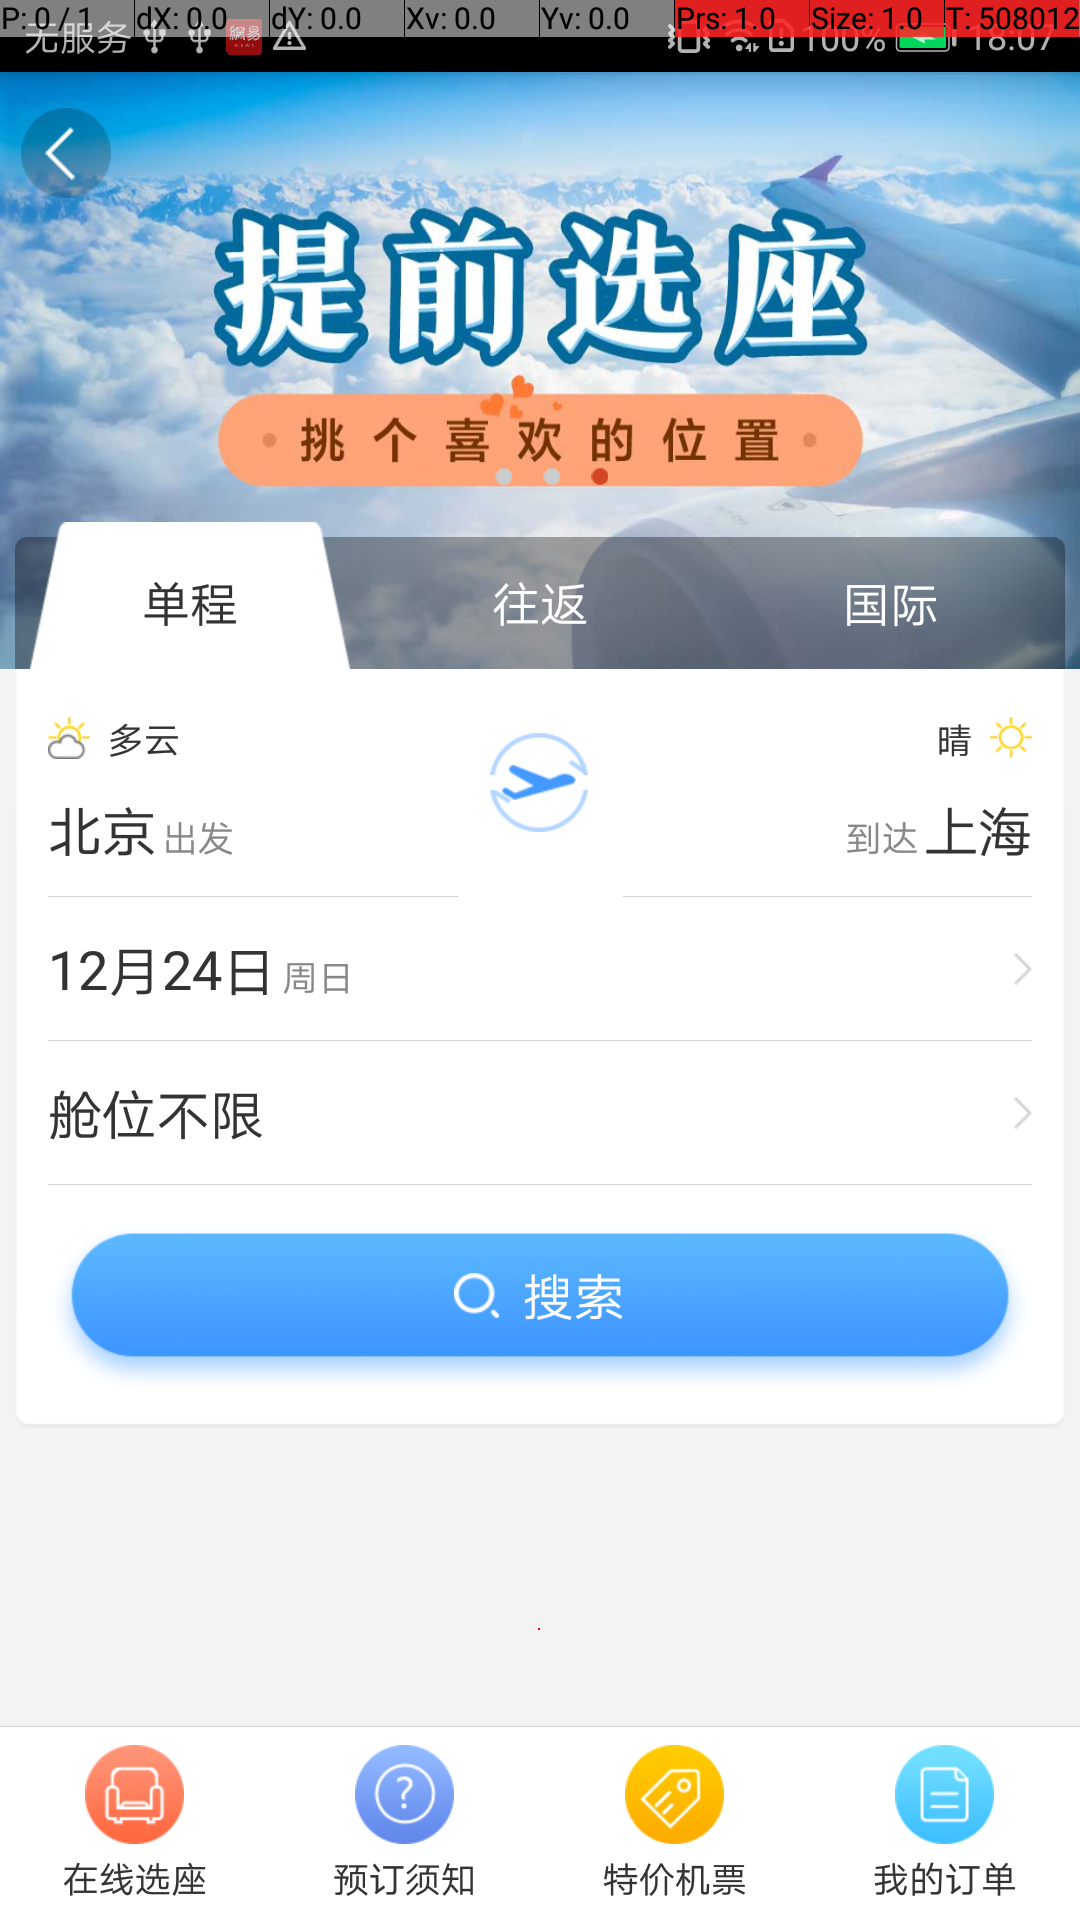 P: 0 / 1 dX: 0.0 dY: 0.0 Xv: 0.0 Yv: 0.0 Prs: 1.0 Size: 1.0 T: 508012
无服务 網易 NEWS 100% 18:07
提前选座
挑个喜欢的位置
单程 往返 国际
多云 晴
北京 出发 到达 上海
12月24日 周日
舱位不限
搜索
在线选座 预订须知 特价机票 我的订单